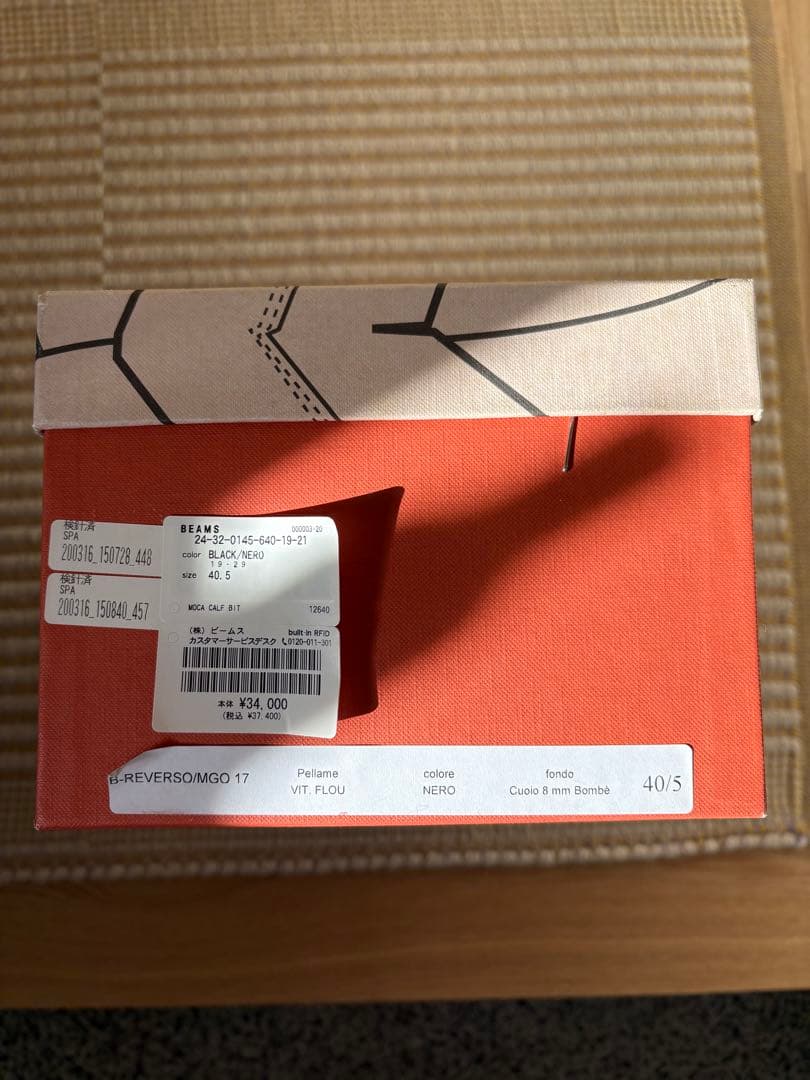 検針済
SPA
200316_150728_448
検針済
SPA
200316_150840_457
BEAMS 000003-20
24-32-0145-640-19-21
color BLACK/NERO
19-29
size 40.5
MOCA CALF BIT 12640
(株) ビームス built-in RFID
カスタマーサービスデスク 0120-011-301
本体 ¥34,000
(税込 ¥37,400)
B-REVERSO/MGO 17 Pellame colore fondo 40/5
VIT. FLOU NERO Cuoio 8 mm Bombè